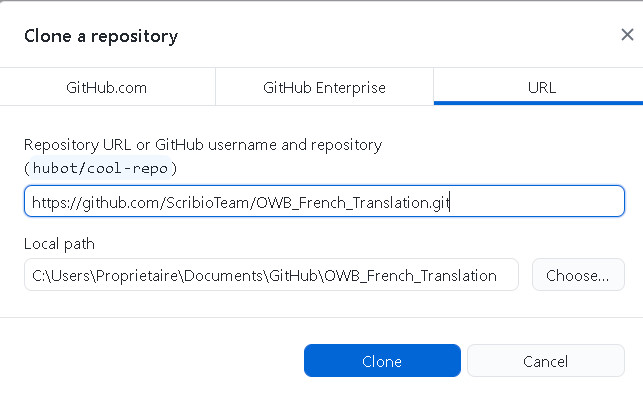 Clone a repository
GitHub.com
GitHub Enterprise
URL
Repository URL or GitHub username and repository
(hubot/cool-repo)
https://github.com/ScribioTeam/OWB_French_Translation.git
Local path
C:\Users\Proprietaire\Documents\GitHub\OWB_French_Translation
Choose...
Clone
Cancel